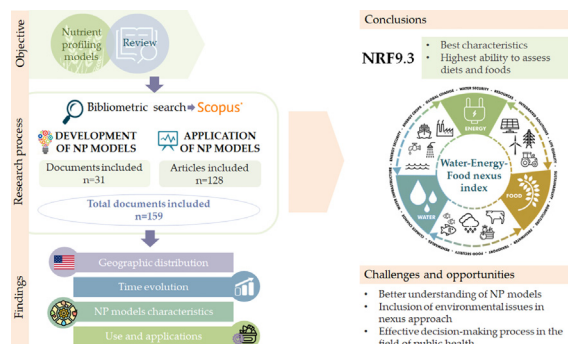 Objective
Nutrient
profiling
models
Review
Research process
Bibliometric search Scopus
DEVELOPMENT
OF NP MODELS
APPLICATION
OF NP MODELS
Documents included
n=31
Articles included
n=128
Total documents included
n=159
Findings
Geographic distribution
Time evolution
NP models characteristics
Use and applications
Conclusions
NRF9.3
• Best characteristics
• Highest ability to assess
diets and foods
ENERGY
Water-Energy-
Food nexus
index
WATER
FOOD
Challenges and opportunities
• Better understanding of NP models
• Inclusion of environmental issues in
nexus approach
• Effective decision-making process in the
field of public health